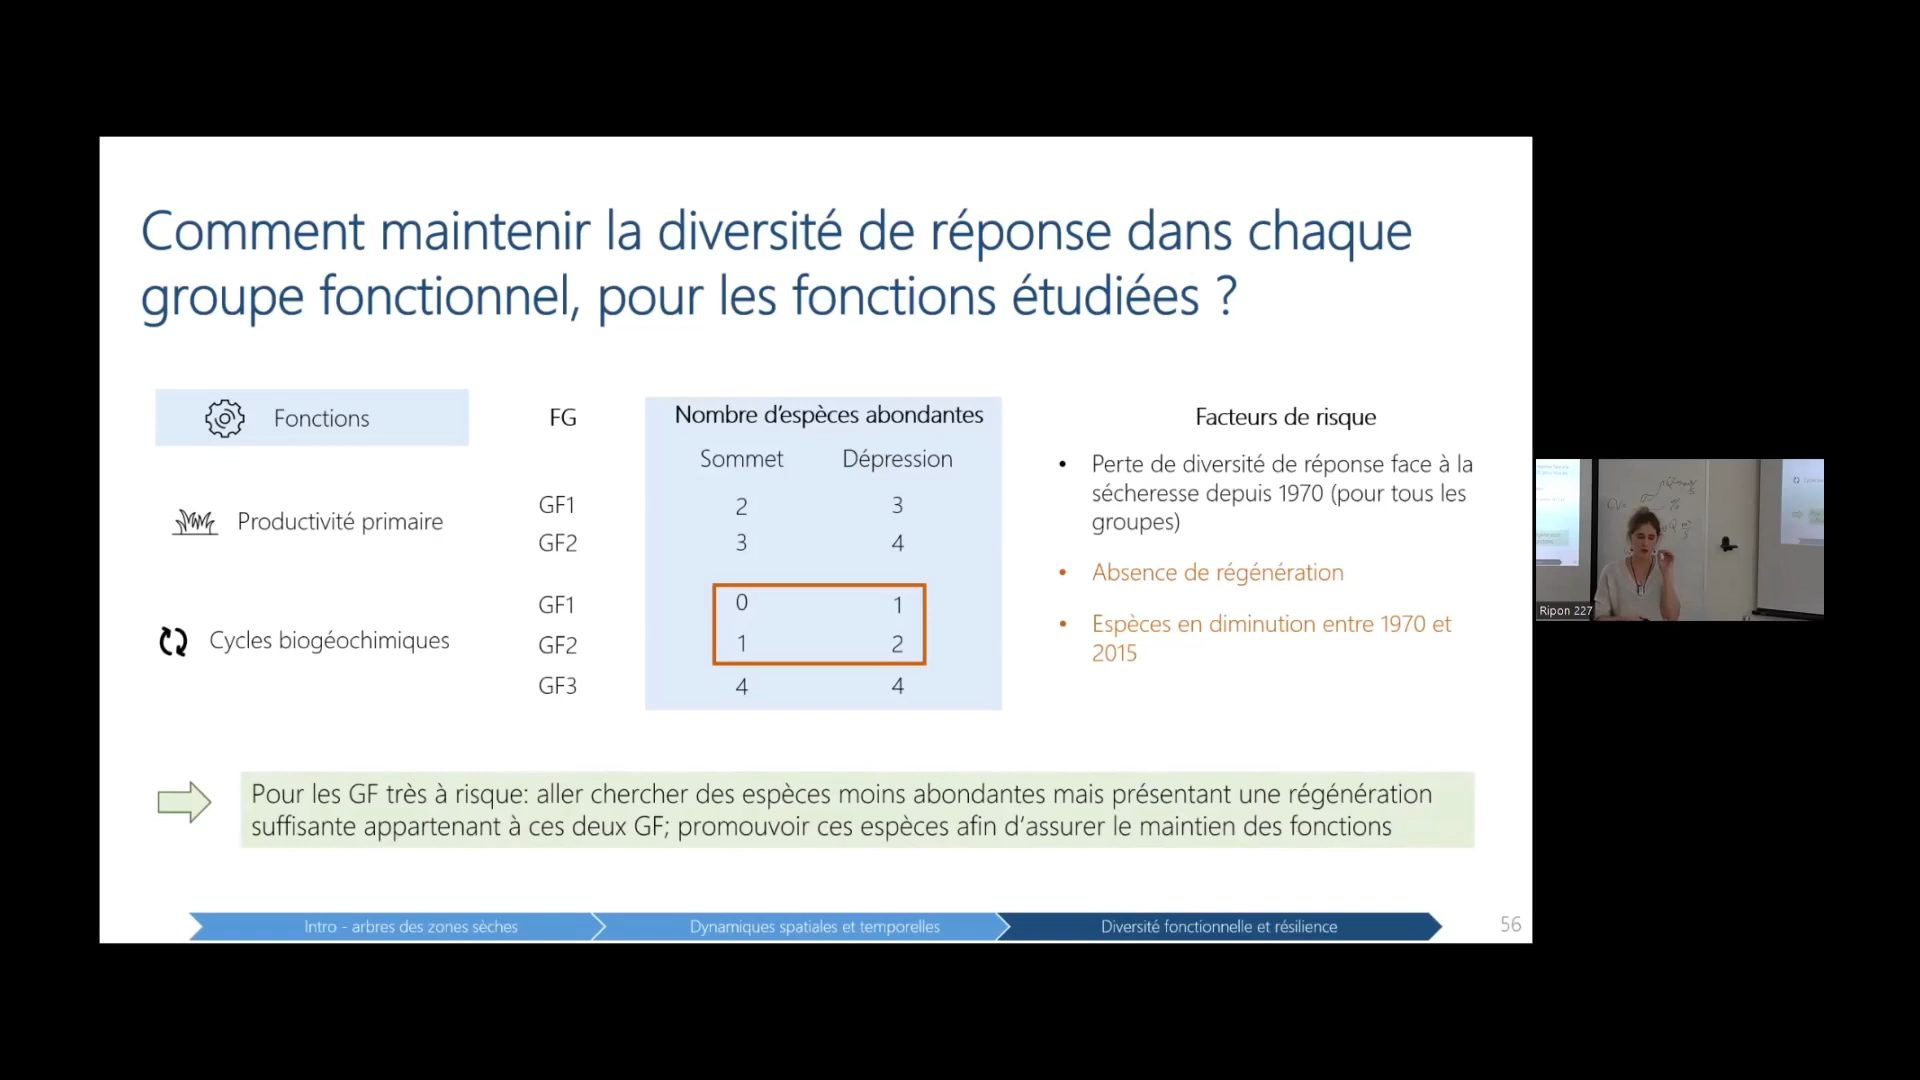 Comment maintenir la diversité de réponse dans chaque
groupe fonctionnel, pour les fonctions étudiées ?
Fonctions
FG
Nombre d'espèces abondantes
Sommet Dépression
Productivité primaire
GF1 2 3
GF2 3 4
Cycles biogéochimiques
GF1 0 1
GF2 1 2
GF3 4 4
Facteurs de risque
• Perte de diversité de réponse face à la
sécheresse depuis 1970 (pour tous les
groupes)
• Absence de régénération
• Espèces en diminution entre 1970 et
2015
Pour les GF très à risque: aller chercher des espèces moins abondantes mais présentant une régénération
suffisante appartenant à ces deux GF; promouvoir ces espèces afin d'assurer le maintien des fonctions
Intro - arbres des zones sèches
Dynamiques spatiales et temporelles
Diversité fonctionnelle et résilience
56
Ripon 227